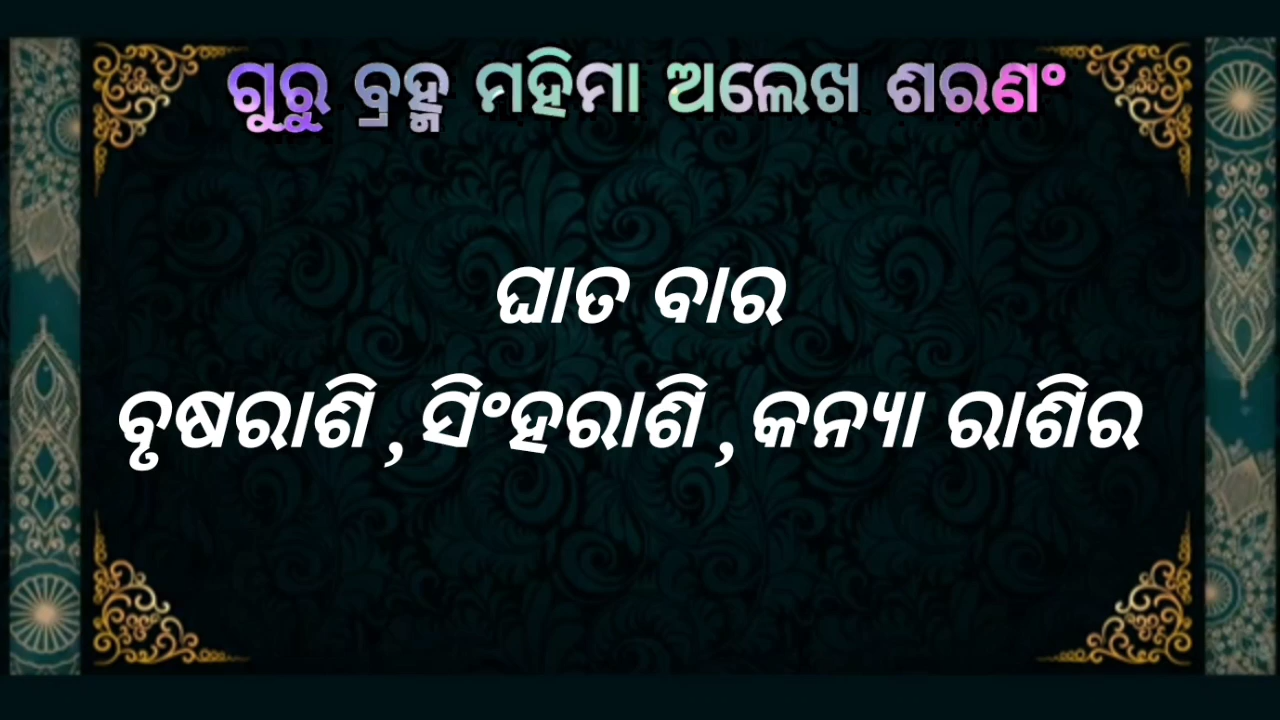 ଗୁରୁ ବ୍ରହ୍ମ ମହିମା ଅଲେଖ ଶରଣଂ
ଘାତ ବାର
ବୃଷରାଶି , ସିଂହରାଶି , କନ୍ୟା ରାଶିର